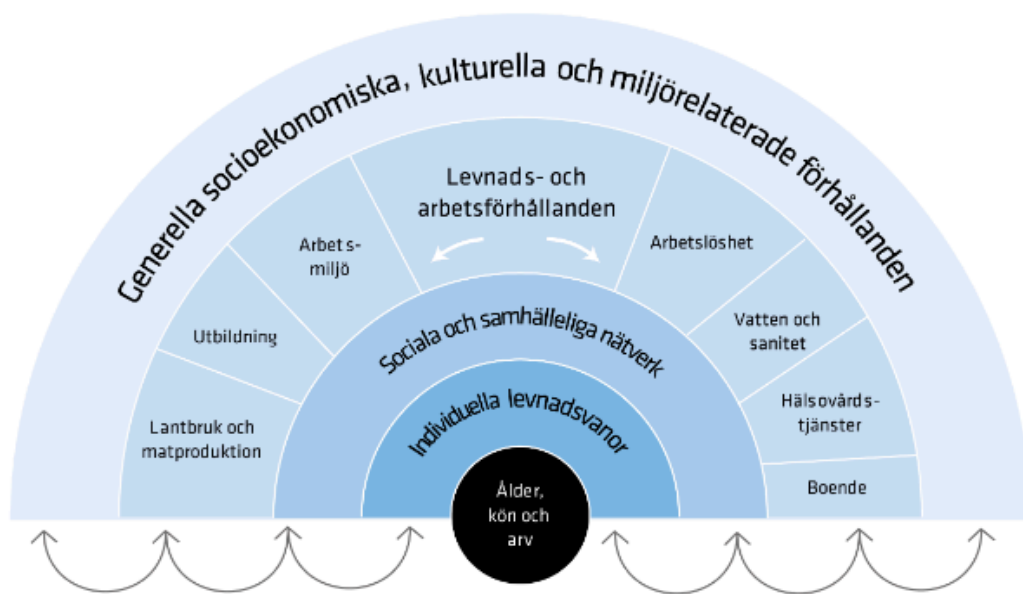 Generella socioekonomiska, kulturella och miljörelaterade förhållanden
Levnads- och
arbetsförhållanden
Arbets-
miljö
Arbetslöshet
Utbildning
Vatten och
sanitet
Lantbruk och
matproduktion
Hälsovårds-
tjänster
Boende
Sociala och samhälleliga nätverk
Individuella levnadsvanor
Ålder,
kön och
arv